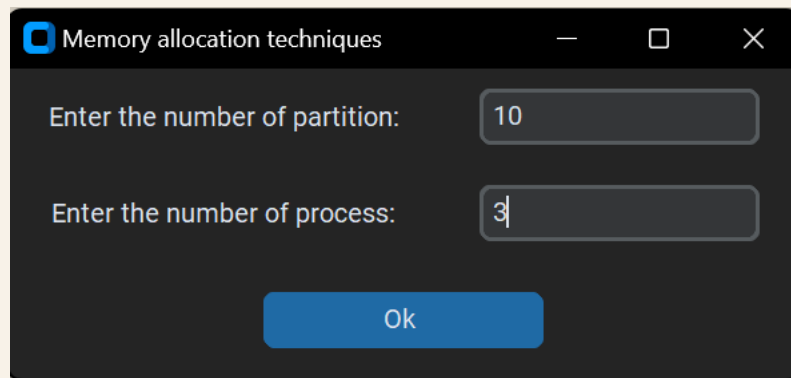 Memory allocation techniques
Enter the number of partition: 10
Enter the number of process: 3
Ok